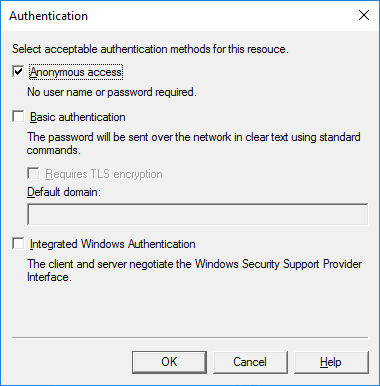 Authentication
Select acceptable authentication methods for this resouce.
Anonymous access
No user name or password required.
Basic authentication
The password will be sent over the network in clear text using standard
commands.
Requires TLS encryption
Default domain:
Integrated Windows Authentication
The client and server negotiate the Windows Security Support Provider
Interface.
OK Cancel Help